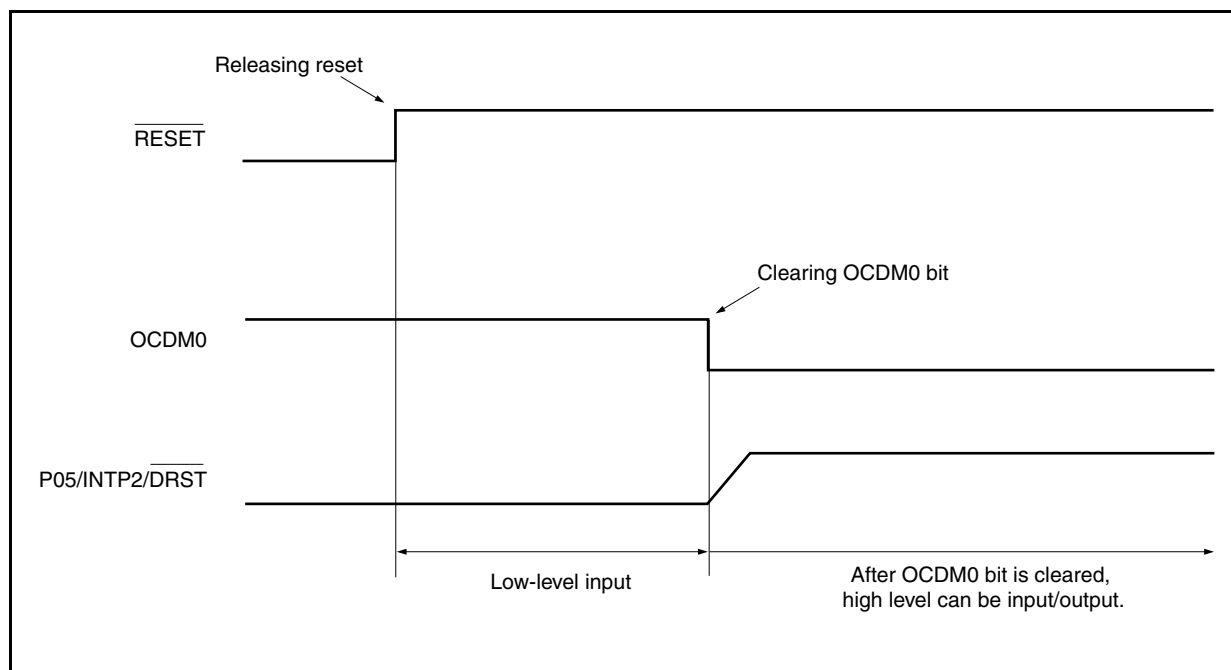 Releasing reset
RESET
Clearing OCDM0 bit
OCDM0
P05/INTP2/DRST
Low-level input
After OCDM0 bit is cleared,
high level can be input/output.